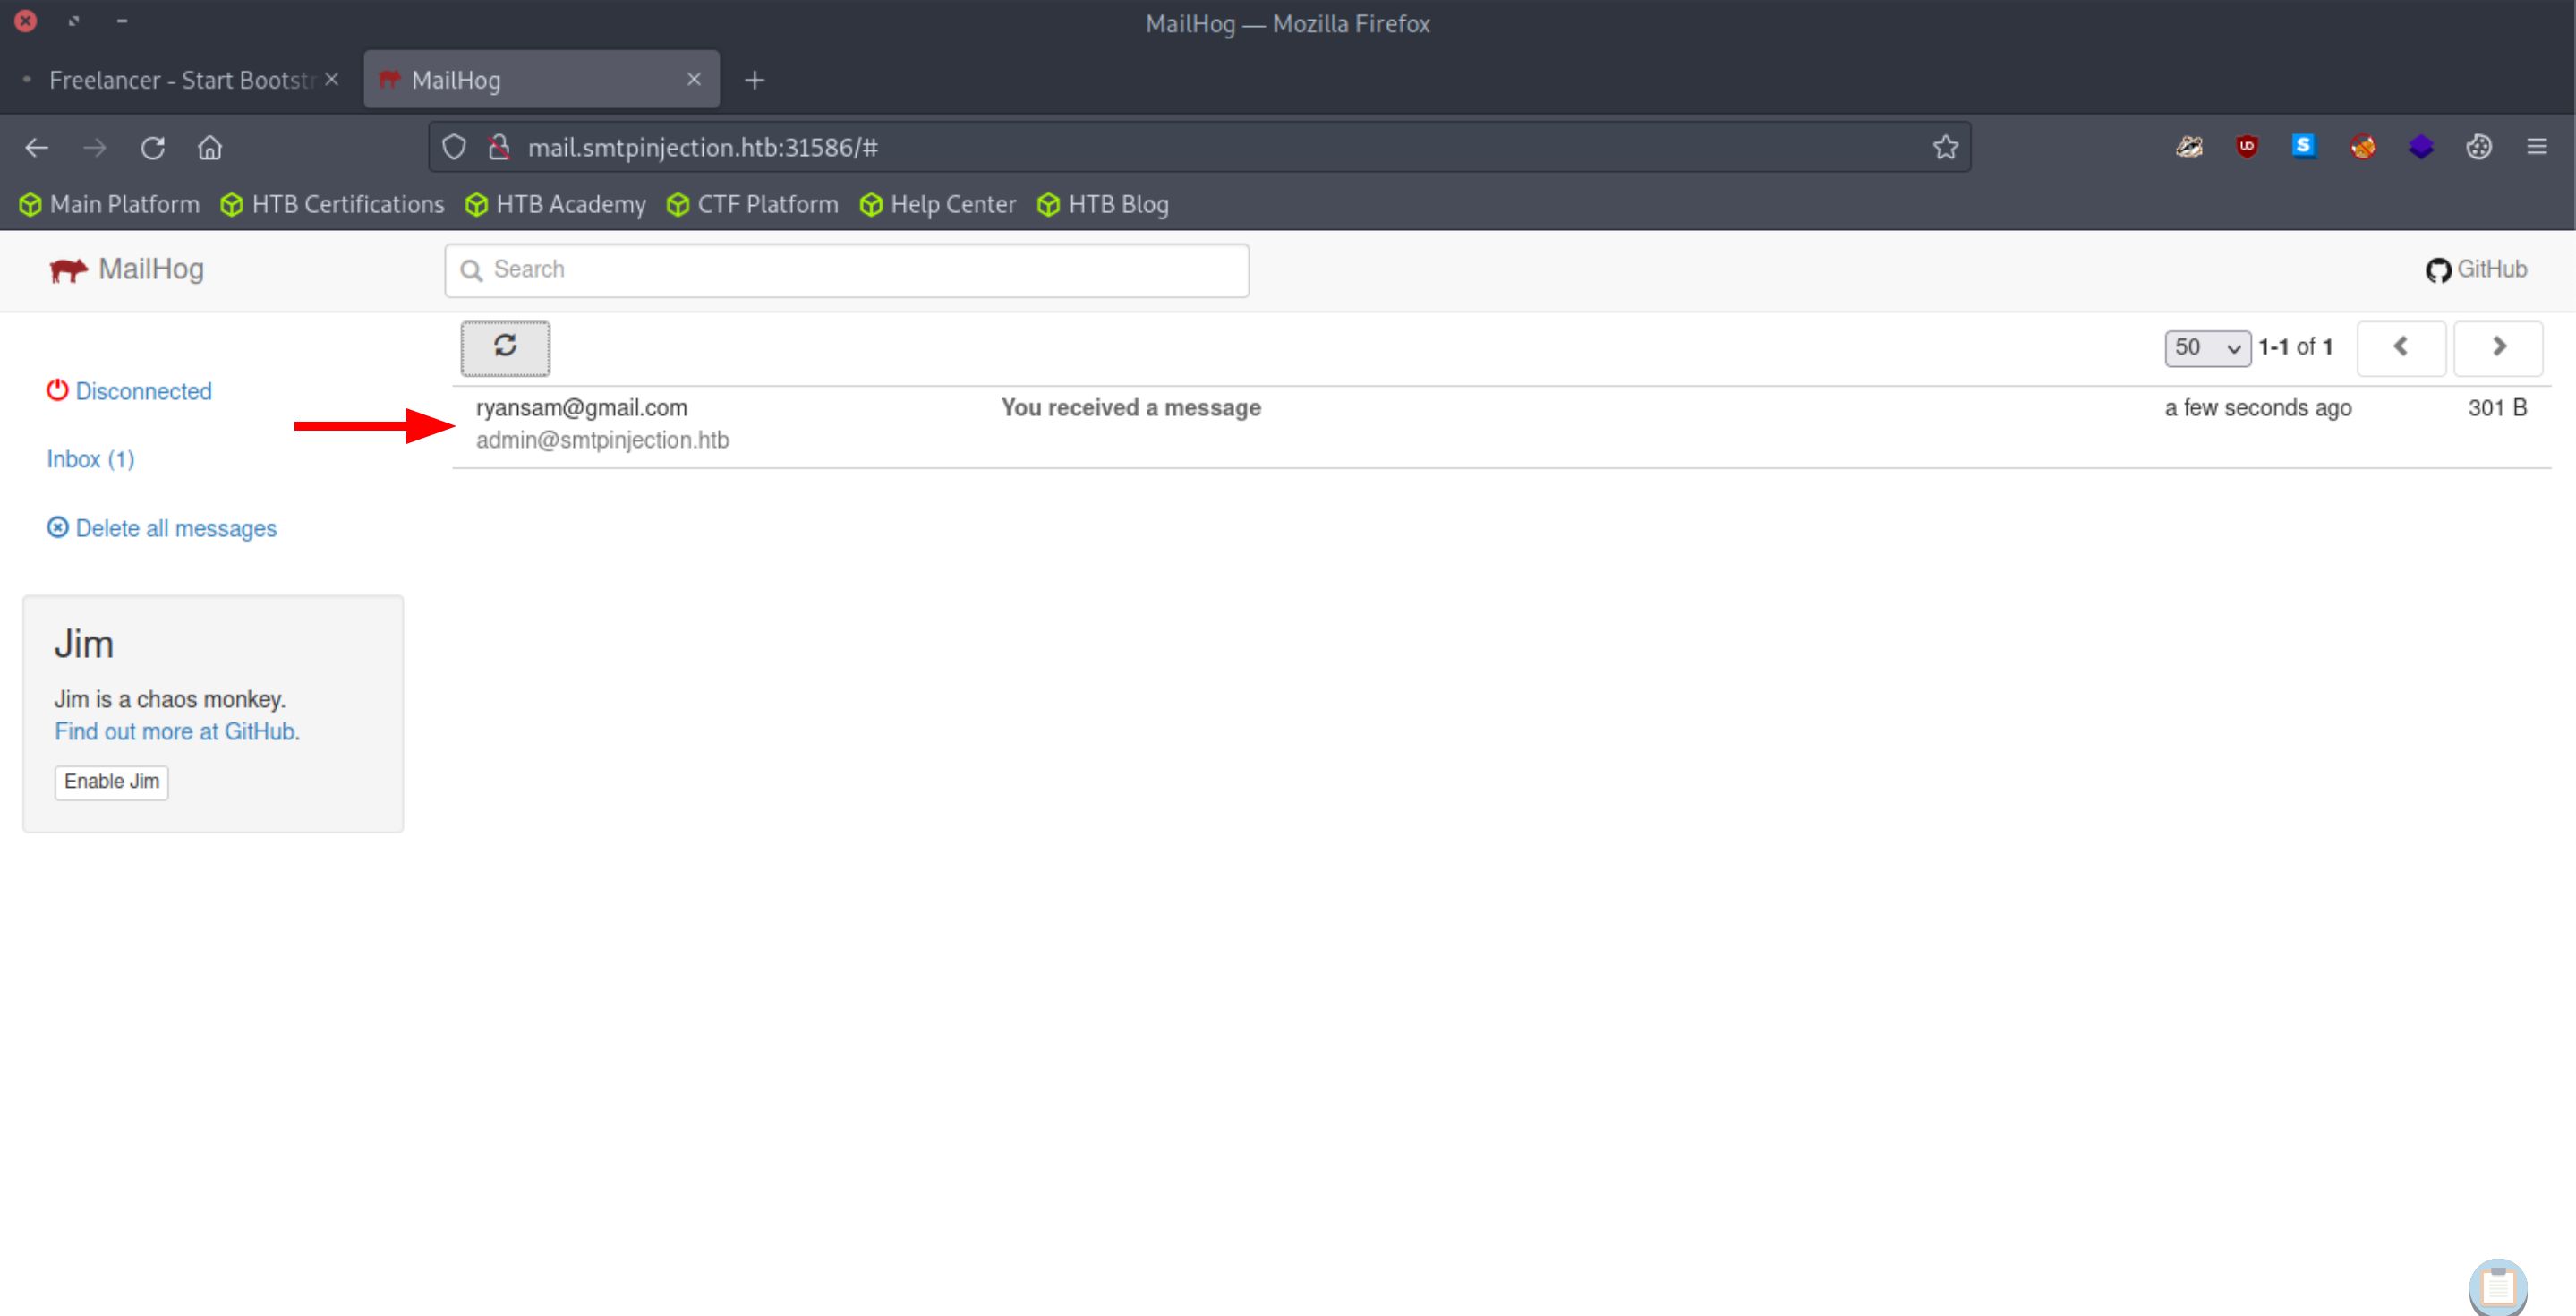 MailHog — Mozilla Firefox
Freelancer - Start Bootstr
MailHog
mail.smtpinjection.htb:31586/#
Main Platform HTB Certifications HTB Academy CTF Platform Help Center HTB Blog
MailHog Search GitHub
50 1-1 of 1
Disconnected
ryansam@gmail.com You received a message a few seconds ago 301 B
admin@smtpinjection.htb
Inbox (1)
Delete all messages
Jim
Jim is a chaos monkey.
Find out more at GitHub.
Enable Jim